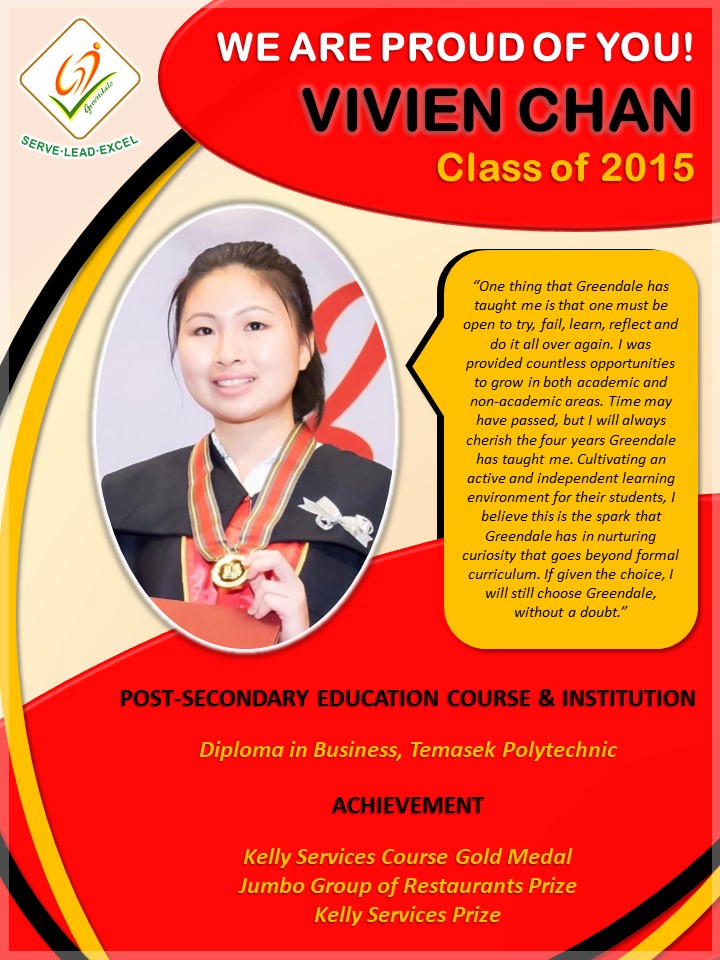 Greendale
SERVE·LEAD·EXCEL
WE ARE PROUD OF YOU!
VIVIEN CHAN
Class of 2015
“One thing that Greendale has
taught me is that one must be
open to try, fail, learn, reflect and
do it all over again. I was
provided countless opportunities
to grow in both academic and
non-academic areas. Time may
have passed, but I will always
cherish the four years Greendale
has taught me. Cultivating an
active and independent learning
environment for their students, I
believe this is the spark that
Greendale has in nurturing
curiosity that goes beyond formal
curriculum. If given the choice, I
will still choose Greendale,
without a doubt.”
POST-SECONDARY EDUCATION COURSE & INSTITUTION
Diploma in Business, Temasek Polytechnic
ACHIEVEMENT
Kelly Services Course Gold Medal
Jumbo Group of Restaurants Prize
Kelly Services Prize